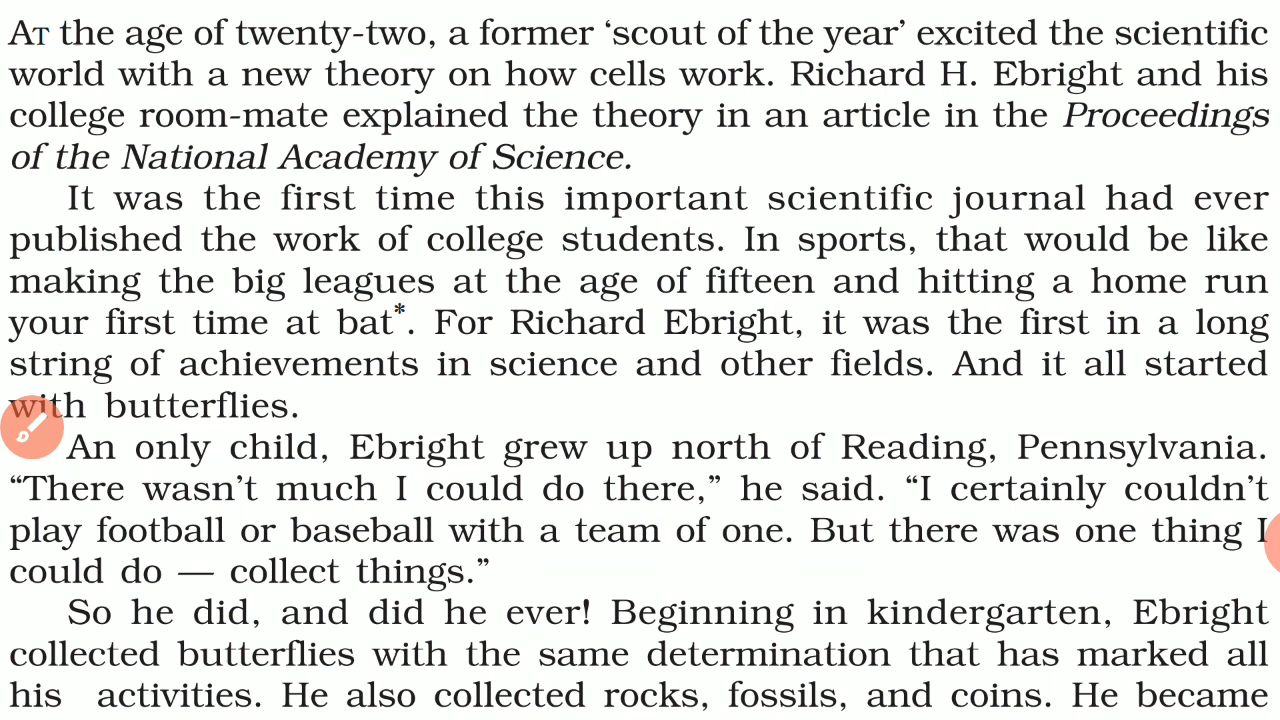 AT the age of twenty-two, a former ‘scout of the year’ excited the scientific
world with a new theory on how cells work. Richard H. Ebright and his
college room-mate explained the theory in an article in the Proceedings
of the National Academy of Science.
It was the first time this important scientific journal had ever
published the work of college students. In sports, that would be like
making the big leagues at the age of fifteen and hitting a home run
your first time at bat*. For Richard Ebright, it was the first in a long
string of achievements in science and other fields. And it all started
with butterflies.
An only child, Ebright grew up north of Reading, Pennsylvania.
“There wasn’t much I could do there,” he said. “I certainly couldn’t
play football or baseball with a team of one. But there was one thing I
could do — collect things.”
So he did, and did he ever! Beginning in kindergarten, Ebright
collected butterflies with the same determination that has marked all
his activities. He also collected rocks, fossils, and coins. He became